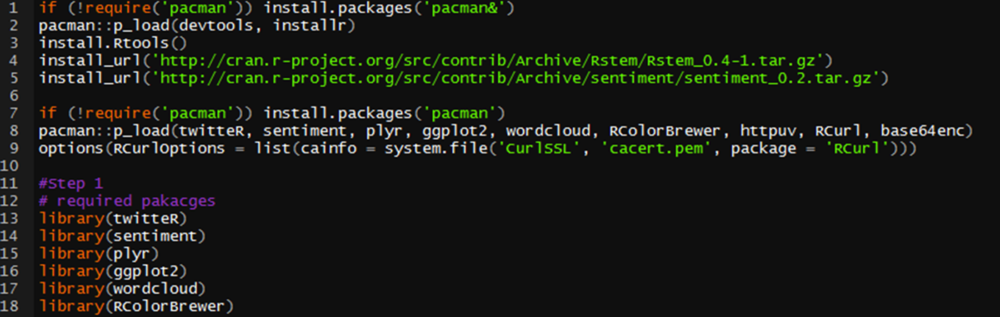 1 if (!require('pacman')) install.packages('pacman&')
2 pacman::p_load(devtools, installr)
3 install.Rtools()
4 install_url('http://cran.r-project.org/src/contrib/Archive/Rstem/Rstem_0.4-1.tar.gz')
5 install_url('http://cran.r-project.org/src/contrib/Archive/sentiment/sentiment_0.2.tar.gz')
6
7 if (!require('pacman')) install.packages('pacman')
8 pacman::p_load(twitteR, sentiment, plyr, ggplot2, wordcloud, RColorBrewer, httpuv, RCurl, base64enc)
9 options(RCurlOptions = list(cainfo = system.file('CurlSSL', 'cacert.pem', package = 'RCurl')))
10
11 #Step 1
12 # required pakacges
13 library(twitteR)
14 library(sentiment)
15 library(plyr)
16 library(ggplot2)
17 library(wordcloud)
18 library(RColorBrewer)